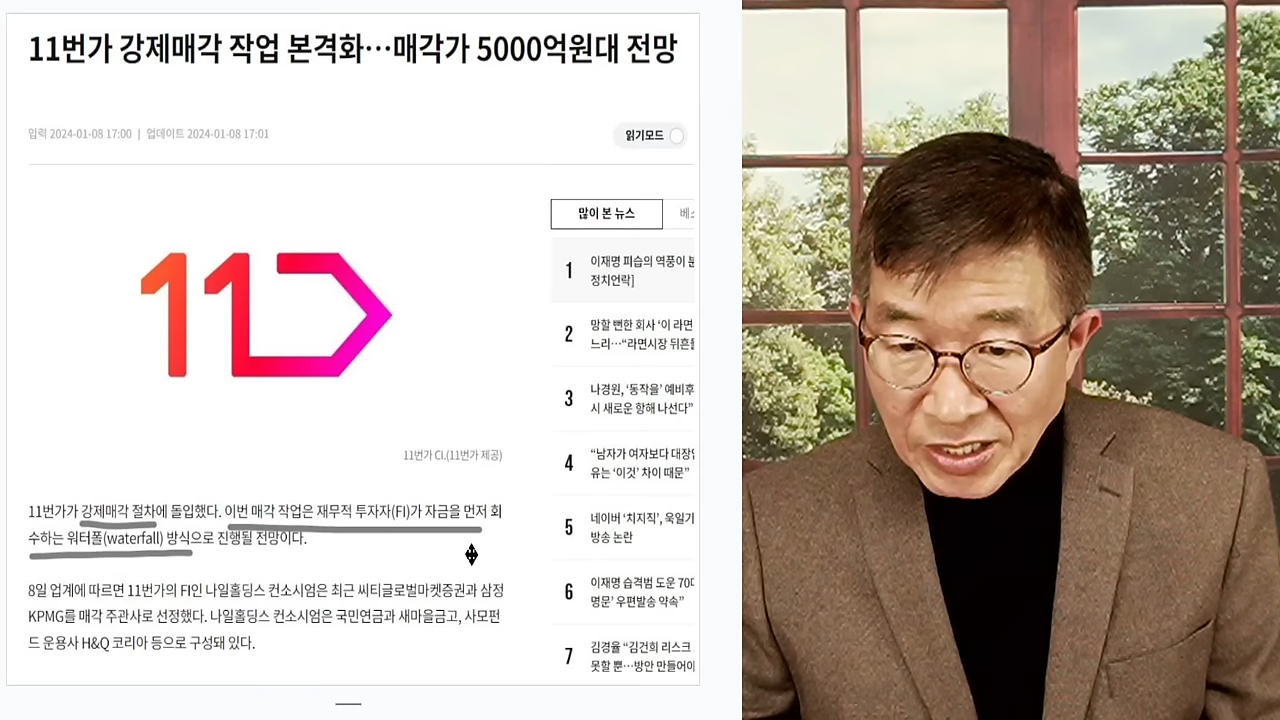 11번가 강제매각 작업 본격화…매각가 5000억원대 전망
입력 2024-01-08 17:00 | 업데이트 2024-01-08 17:01
읽기모드
11번가 CI.(11번가 제공)
11번가가 강제매각 절차에 돌입했다. 이번 매각 작업은 재무적 투자자(FI)가 자금을 먼저 회
수하는 워터폴(waterfall) 방식으로 진행될 전망이다.
8일 업계에 따르면 11번가의 FI인 나일홀딩스 컨소시엄은 최근 씨티글로벌마켓증권과 삼정
KPMG를 매각 주관사로 선정했다. 나일홀딩스 컨소시엄은 국민연금과 새마을금고, 사모펀
드 운용사 H&Q 코리아 등으로 구성돼 있다.
많이 본 뉴스
1
이재명 피습의 역풍이
정치언락]
2
망할 뻔한 회사 ‘이 라면
느리…“라면시장 뒤흔들
3
나경원, ‘동작을’ 예비후
시 새로운 항해 나선다”
4
“남자가 여자보다 대장암
유는 ‘이것’ 차이 때문”
5
네이버 ‘치지직’, 욱일기
방송 논란
6
이재명 습격범 도운 70대
명문’ 우편발송 약속”
7
김경율 “김건희 리스크
못할 뿐…방안 만들어야